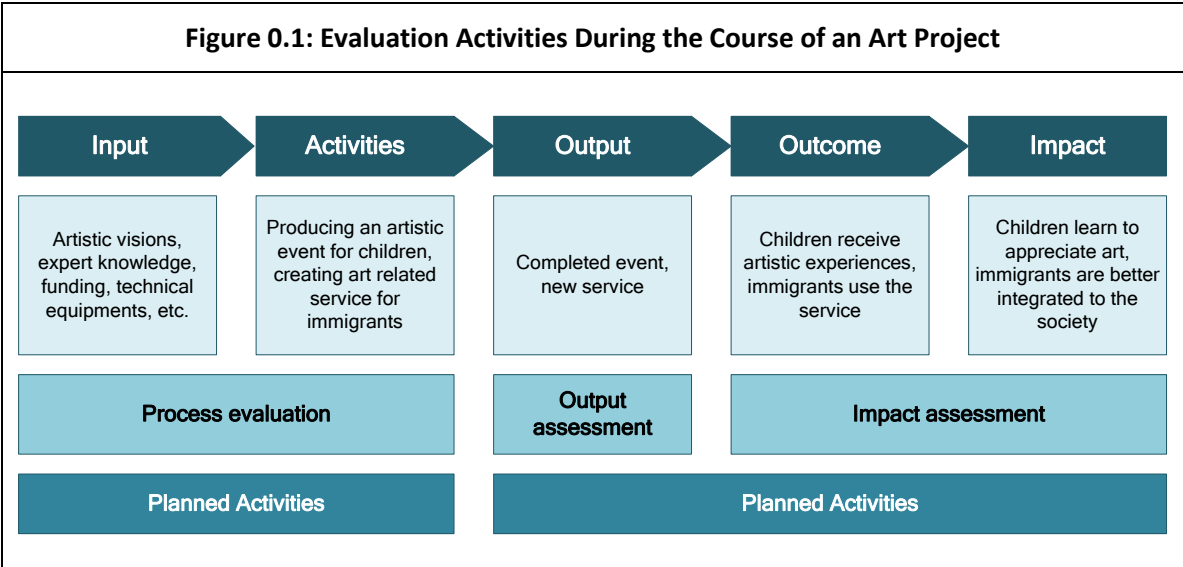 Figure 0.1: Evaluation Activities During the Course of an Art Project
Input
Activities
Output
Outcome
Impact
Artistic visions,
expert knowledge,
funding, technical
equipments, etc.
Producing an artistic
event for children,
creating art related
service for
immigrants
Completed event,
new service
Children receive
artistic experiences,
immigrants use the
service
Children learn to
appreciate art,
immigrants are better
integrated to the
society
Process evaluation
Output
assessment
Impact assessment
Planned Activities
Planned Activities